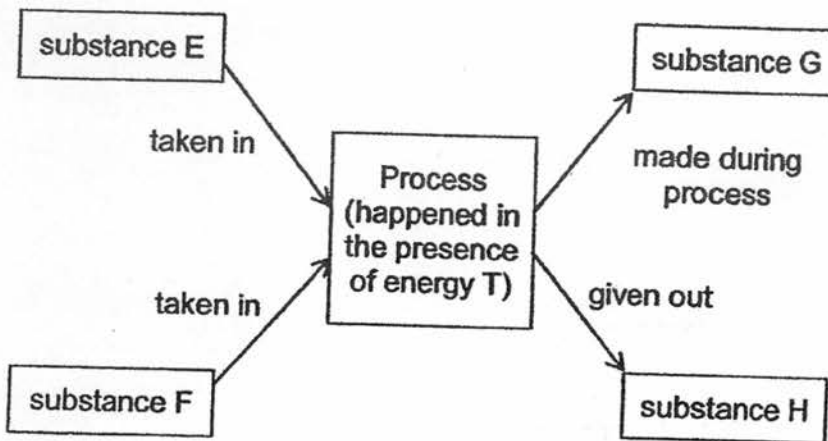 substance E
substance G
taken in
Process
(happened in
the presence
of energy T)
made during
process
taken in
given out
substance F
substance H